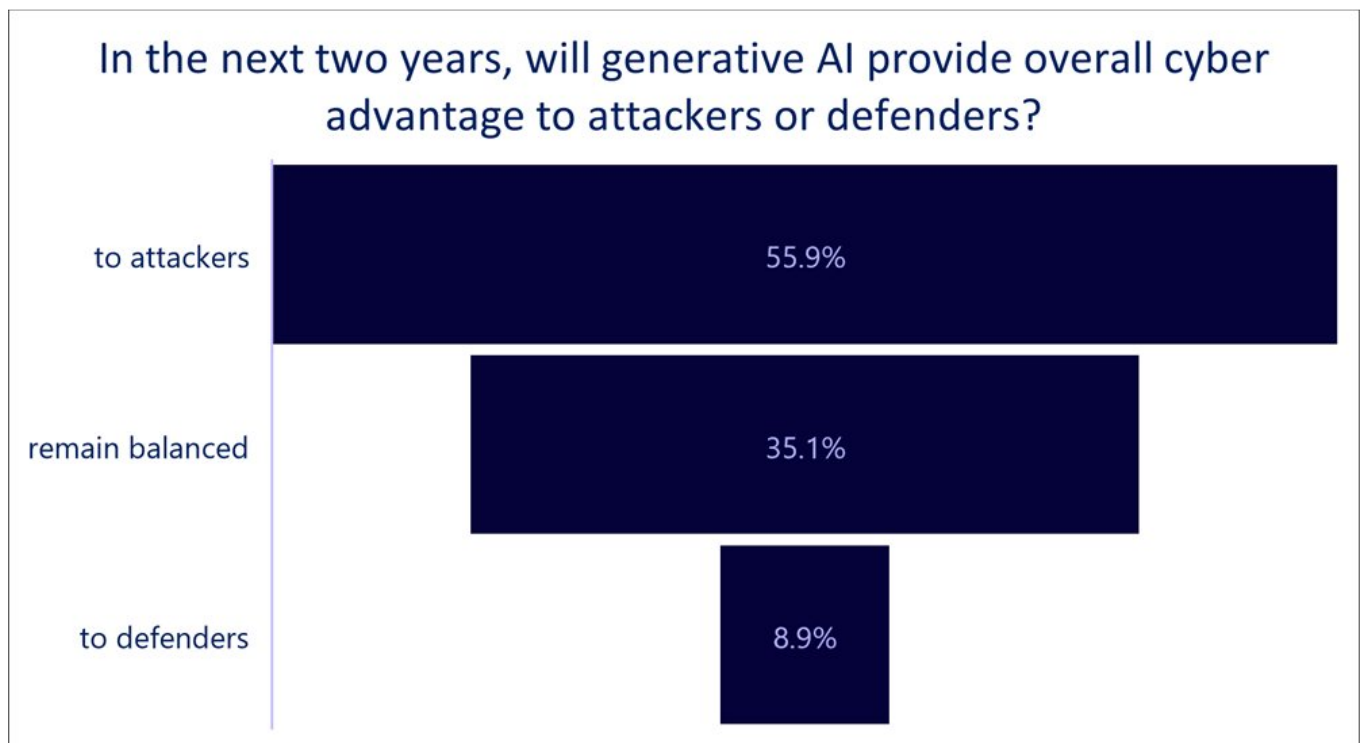 In the next two years, will generative AI provide overall cyber
advantage to attackers or defenders?
to attackers
55.9%
remain balanced
35.1%
to defenders
8.9%